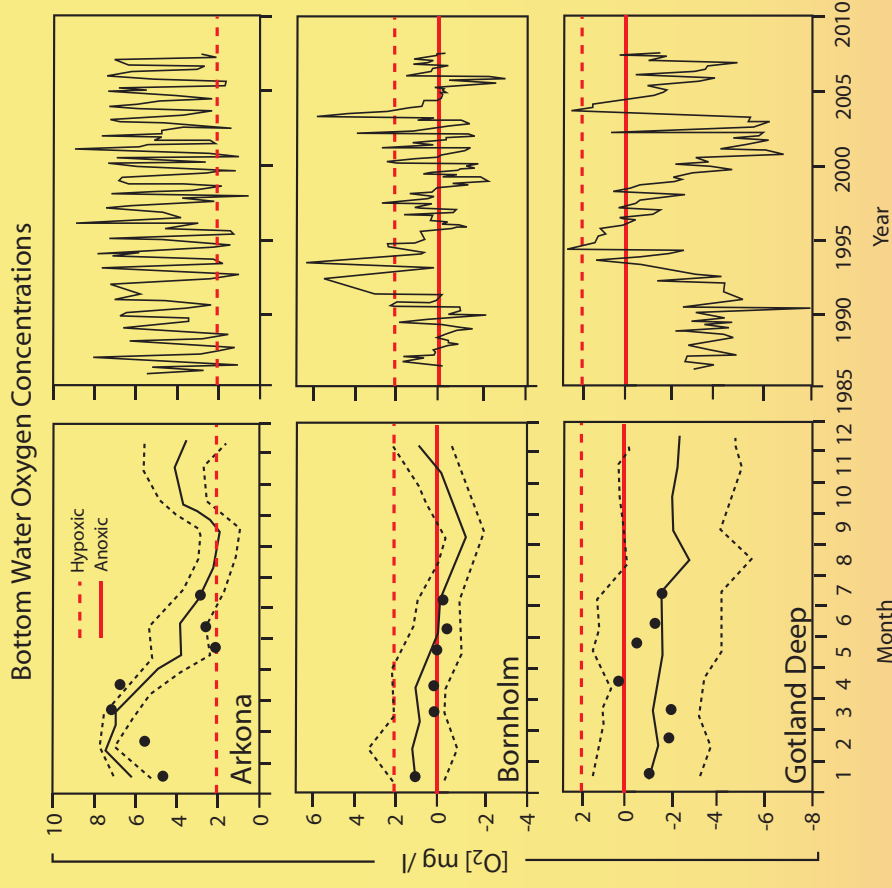 Bottom Water Oxygen Concentrations
Hypoxic
Anoxic
Arkona
10
8
6
4
2
0
Bornholm
6
4
2
0
-2
-4
Gotland Deep
2
0
-2
-4
-6
-8
[O2] mg/l
1 2 3 4 5 6 7 8 9 10 11 12
Month
1985 1990 1995 2000 2005 2010
Year